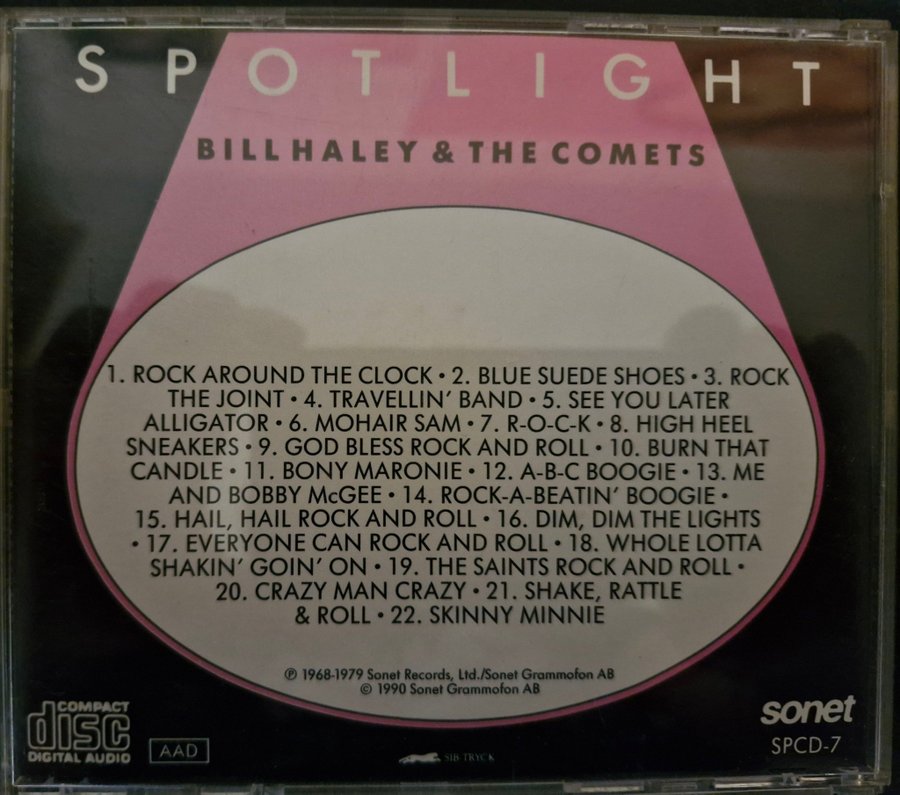 SPOTLIGHT
BILL HALEY & THE COMETS
1. ROCK AROUND THE CLOCK • 2. BLUE SUEDE SHOES • 3. ROCK
THE JOINT • 4. TRAVELLIN' BAND • 5. SEE YOU LATER
ALLIGATOR • 6. MOHAIR SAM • 7. R-O-C-K • 8. HIGH HEEL
SNEAKERS • 9. GOD BLESS ROCK AND ROLL • 10. BURN THAT
CANDLE • 11. BONY MARONIE • 12. A-B-C BOOGIE • 13. ME
AND BOBBY McGEE • 14. ROCK-A-BEATIN' BOOGIE •
15. HAIL, HAIL ROCK AND ROLL • 16. DIM, DIM THE LIGHTS
• 17. EVERYONE CAN ROCK AND ROLL • 18. WHOLE LOTTA
SHAKIN' GOIN' ON • 19. THE SAINTS ROCK AND ROLL •
20. CRAZY MAN CRAZY • 21. SHAKE, RATTLE
& ROLL • 22. SKINNY MINNIE
℗ 1968-1979 Sonet Records, Ltd./Sonet Grammofon AB
© 1990 Sonet Grammofon AB
COMPACT
disc
DIGITAL AUDIO
AAD
SIB TRYCK
sonet
SPCD-7